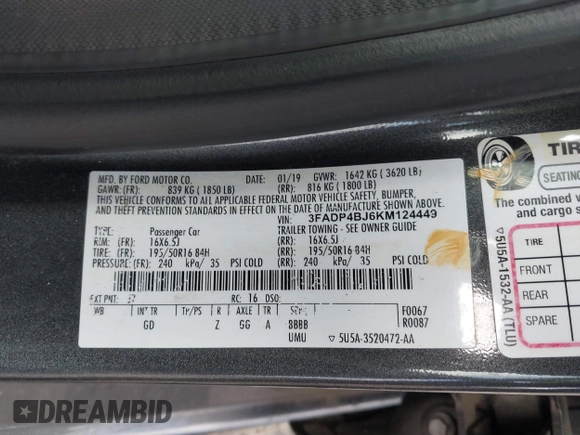 MFD. BY FORD MOTOR CO. DATE: 01/19 GVWR: 1642 KG ( 3620 LB)
GAWR: (FR): 839 KG ( 1850 LB) (RR): 816 KG ( 1800 LB)
THIS VEHICLE CONFORMS TO ALL APPLICABLE FEDERAL MOTOR VEHICLE SAFETY, BUMPER,
AND THEFT PREVENTION STANDARDS IN EFFECT ON THE DATE OF MANUFACTURE SHOWN ABOVE.
VIN: 3FADP4BJ6KM124449
TYPE: Passenger Car TRAILER TOWING - SEE OWNER GUIDE
RIM: (FR): 16X6.5J (RR): 16X6.5J
TIRE: (FR): 195/50R16 84H (RR): 195/50R16 84H
PRESSURE: (FR): 240 kPa/ 35 PSI COLD (RR): 240 kPa/ 35 PSI COLD
EXT PNT: RC: 16 DSO:
WB INT TR TP/PS R AXLE TR F0067
GD Z 5G A 8BBB R0087
UMU ▽ 5U5A-3520472-AA
TIR
SEATING
The combined
and cargo s
TIRE
FRONT
REAR
SPARE
▽ 5U5A-1532-AA (TLU)
DREAMBID